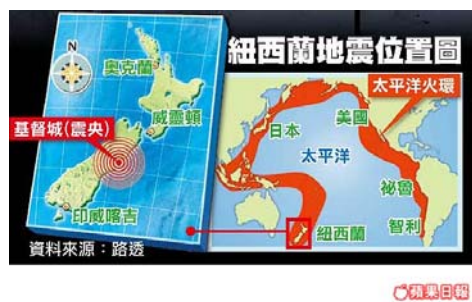 紐西蘭地震位置圖
N
奧克蘭
威靈頓
基督城(震央)
印威喀吉
太平洋火環
日本
美國
太平洋
祕魯
智利
紐西蘭
資料來源：路透
蘋果日報